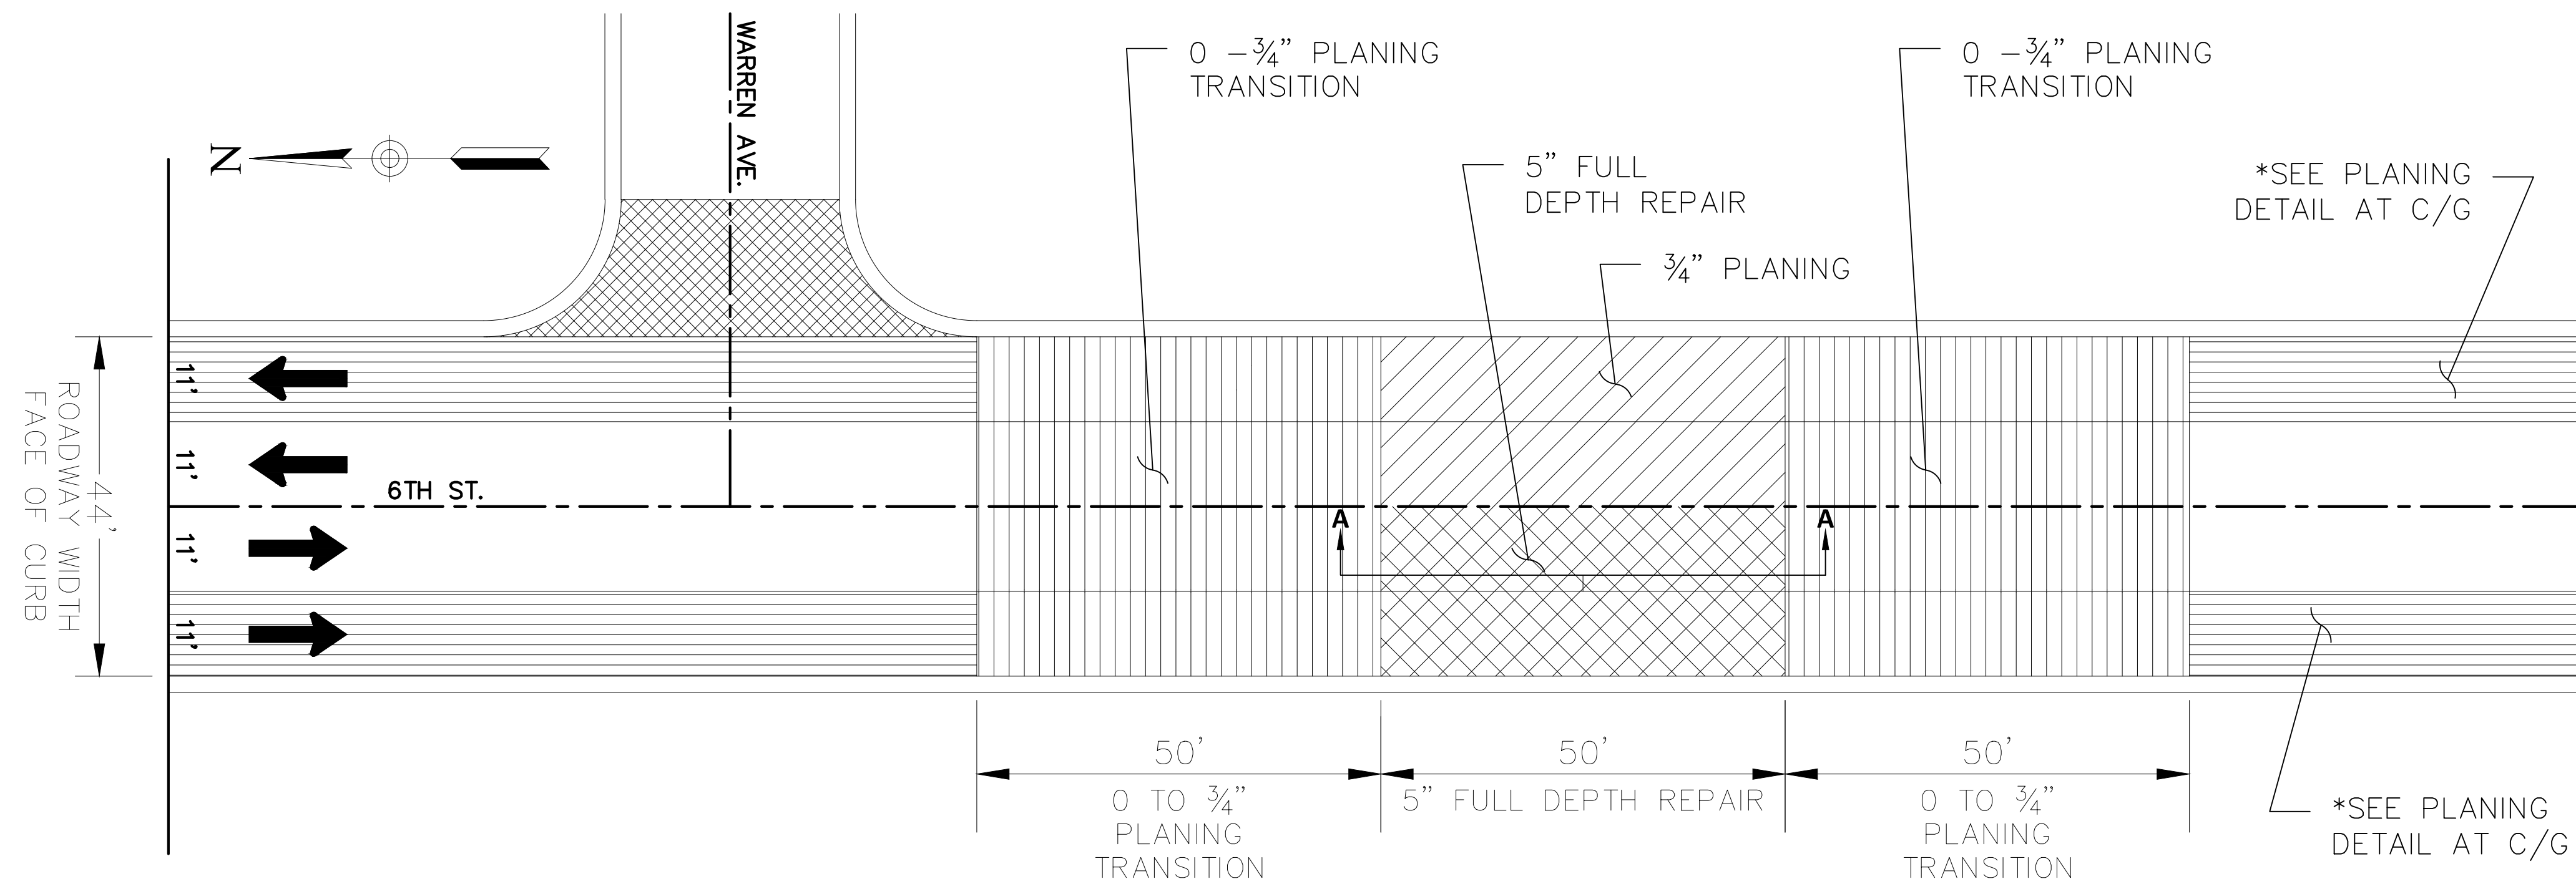 WARREN AVE.
N
0 -¾" PLANING
TRANSITION
0 -¾" PLANING
TRANSITION
5" FULL
DEPTH REPAIR
¾" PLANING
*SEE PLANING
DETAIL AT C/G
11'
11'
11'
11'
44'
ROADWAY WIDTH
FACE OF CURB
6TH ST.
A
A
50'
0 TO ¾"
PLANING
TRANSITION
50'
5" FULL DEPTH REPAIR
50'
0 TO ¾"
PLANING
TRANSITION
*SEE PLANING
DETAIL AT C/G